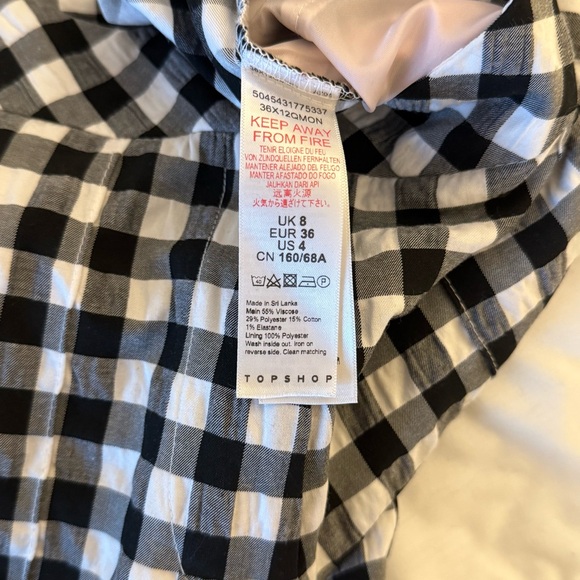 5045431775337
36X12QMON
KEEP AWAY
FROM FIRE
TENIR ELOIGNE DU FEU
VON ZUNDQUELLEN FERNHALTEN
MANTENER ALEJADO DEL FEUGO
MANTER AFASTADO DO FOGO
JAUHKAN DARI API
远离火源
火気から遠ざけて下さい。
UK 8
EUR 36
US 4
CN 160/68A
Made In Sri Lanka
Main 55% Viscose
29% Polyester 15% Cotton
1% Elastane
Lining 100% Polyester
Wash inside out. Iron on
reverse side. Clean matching
TOPSHOP